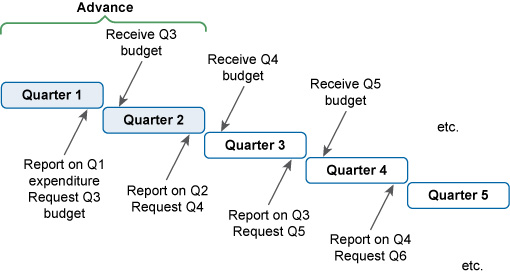 Advance
Receive Q3
budget
Receive Q4
budget
Receive Q5
budget
Quarter 1
Quarter 2
etc.
Quarter 3
Report on Q1
expenditure
Request Q3
budget
Quarter 4
Report on Q2
Request Q4
Quarter 5
Report on Q3
Request Q5
Report on Q4
Request Q6
etc.